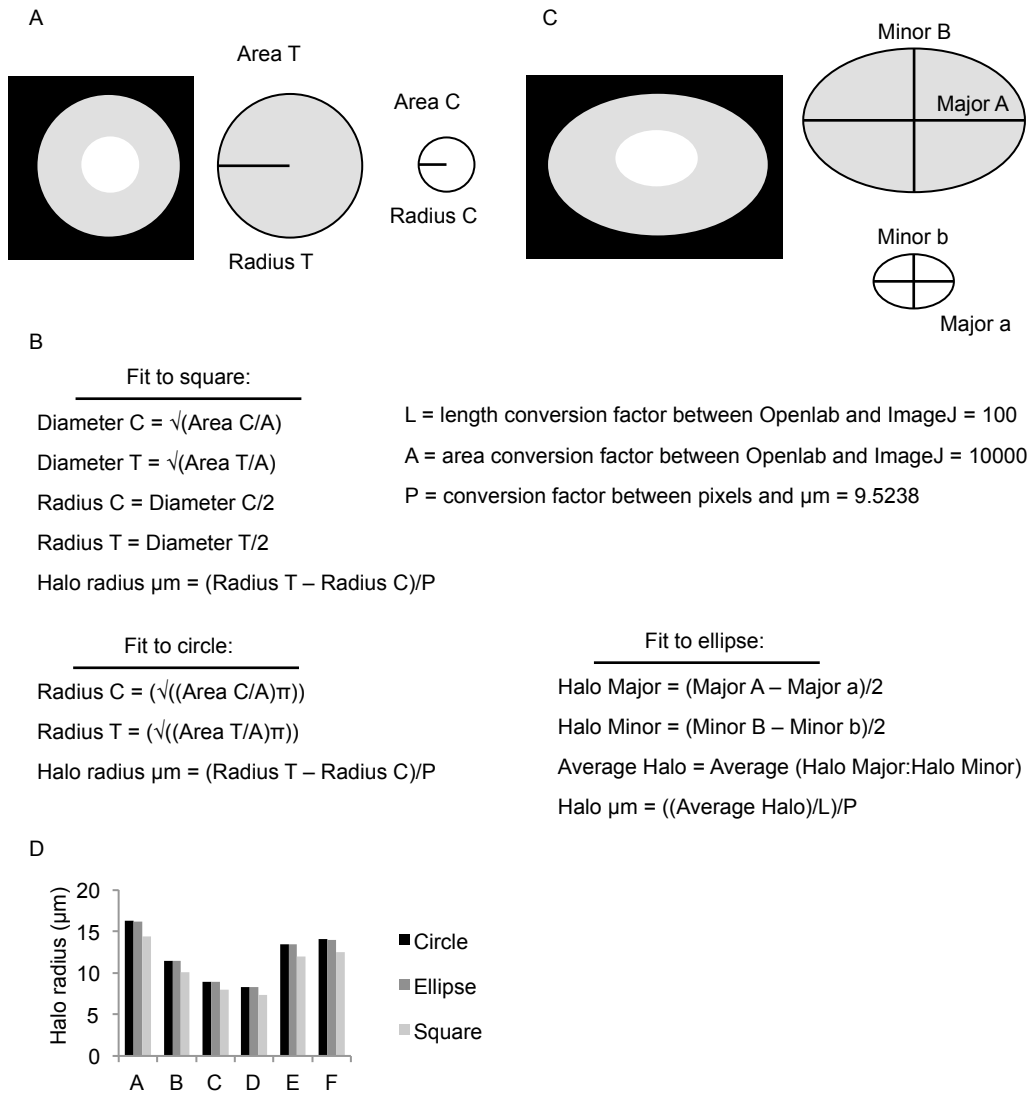 A
Area T
Area C
Radius C
Radius T
C
Minor B
Major A
Minor b
Major a
B
Fit to square:
Diameter C = √(Area C/A)
Diameter T = √(Area T/A)
Radius C = Diameter C/2
Radius T = Diameter T/2
Halo radius μm = (Radius T – Radius C)/P
L = length conversion factor between Openlab and ImageJ = 100
A = area conversion factor between Openlab and ImageJ = 10000
P = conversion factor between pixels and μm = 9.5238
Fit to circle:
Radius C = (√((Area C/A)π))
Radius T = (√((Area T/A)π))
Halo radius μm = (Radius T – Radius C)/P
Fit to ellipse:
Halo Major = (Major A – Major a)/2
Halo Minor = (Minor B – Minor b)/2
Average Halo = Average (Halo Major:Halo Minor)
Halo μm = ((Average Halo)/L)/P
D
Halo radius (μm)
20
15
10
5
0
A B C D E F
Circle
Ellipse
Square